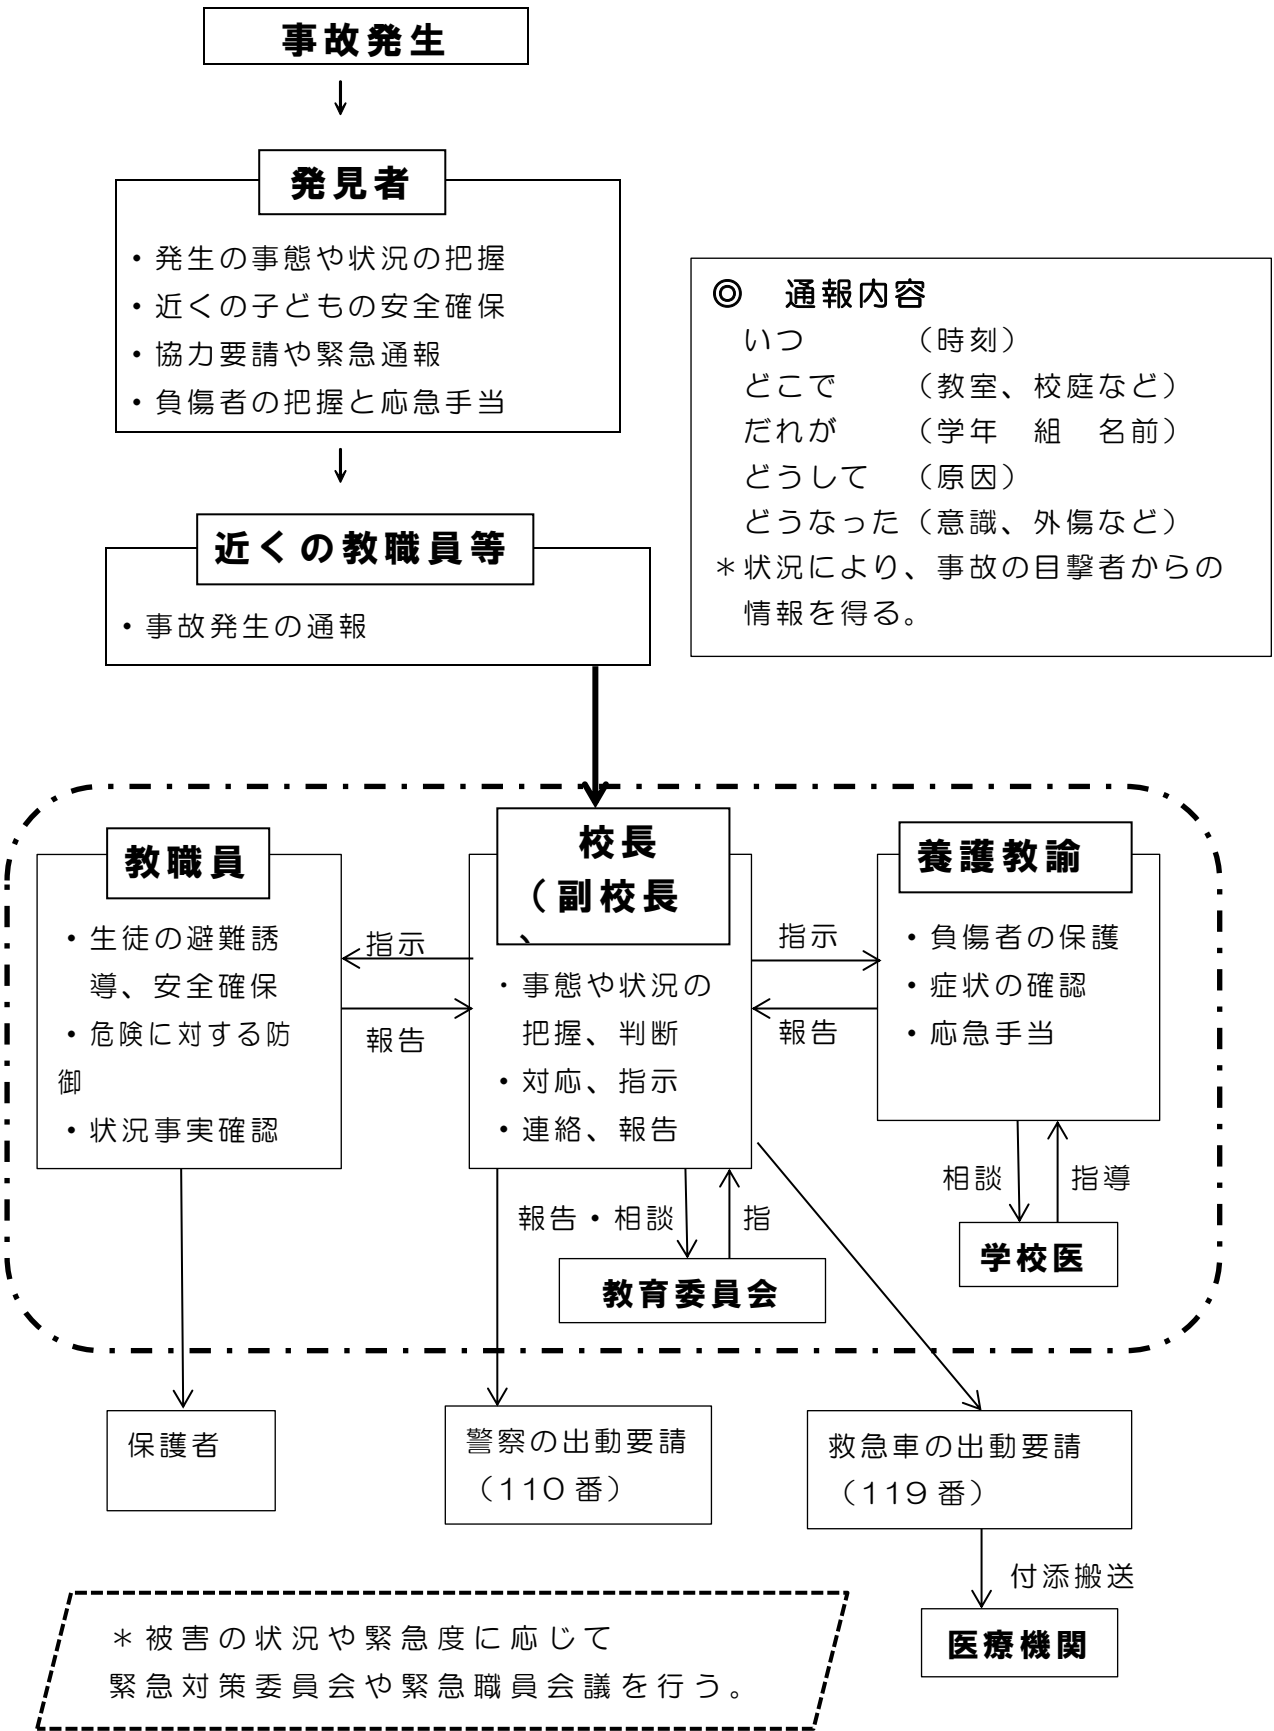 事故発生
発見者
・発生の事態や状況の把握
・近くの子どもの安全確保
・協力要請や緊急通報
・負傷者の把握と応急手当
◎　通報内容
いつ　　　（時刻）
どこで　　（教室、校庭など）
だれが　　（学年　組　名前）
どうして　（原因）
どうなった（意識、外傷など）
＊状況により、事故の目撃者からの
情報を得る。
近くの教職員等
・事故発生の通報
教職員
・生徒の避難誘
導、安全確保
・危険に対する防
御
・状況事実確認
指示
報告
校長
（副校長
・事態や状況の
把握、判断
・対応、指示
・連絡、報告
指示
報告
養護教諭
・負傷者の保護
・症状の確認
・応急手当
相談
指導
学校医
報告・相談
指
教育委員会
保護者
警察の出動要請
（110番）
救急車の出動要請
（119番）
付添搬送
医療機関
＊被害の状況や緊急度に応じて
緊急対策委員会や緊急職員会議を行う。